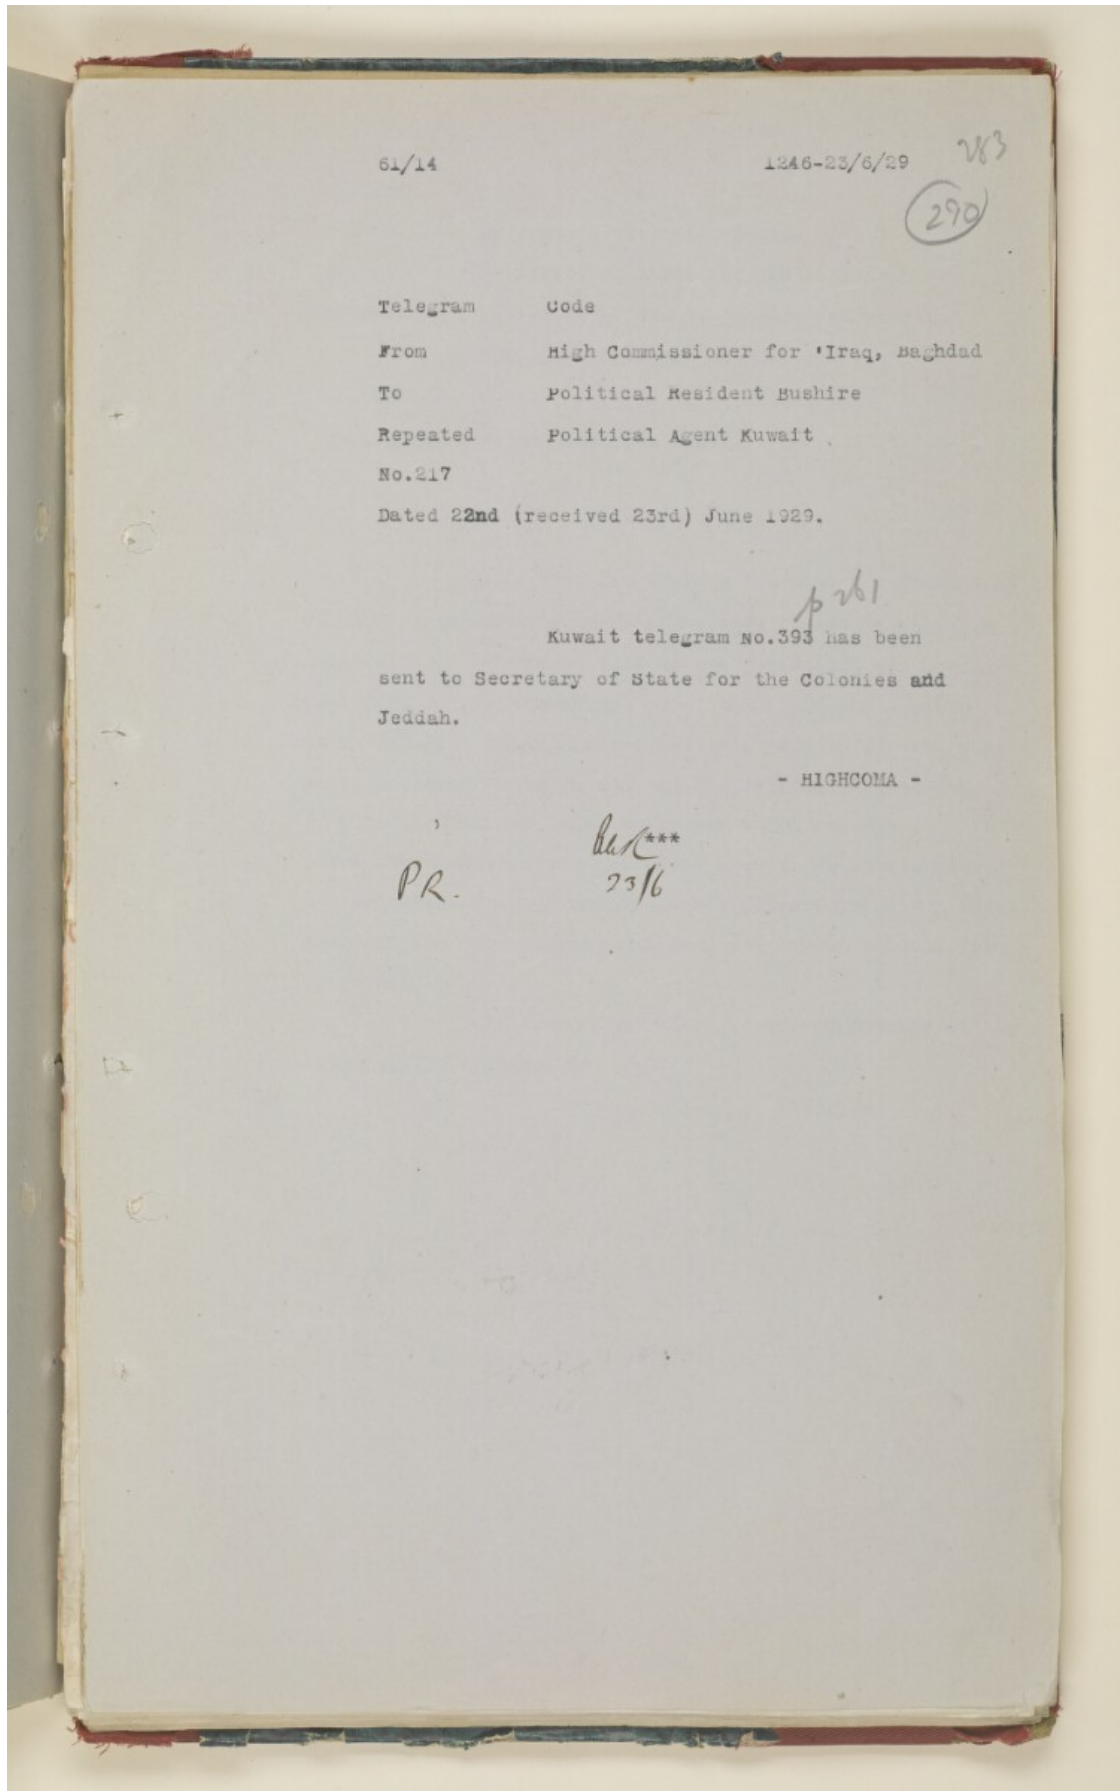 61/14 1246-23/6/29 283
290
Telegram Code
From High Commissioner for 'Iraq, Baghdad
To Political Resident Bushire
Repeated Political Agent Kuwait
No.217
Dated 22nd (received 23rd) June 1929.
p 261
Kuwait telegram No.393 has been
sent to Secretary of State for the Colonies and
Jeddah.
- HIGHCOMA -
***
PR. 23/6